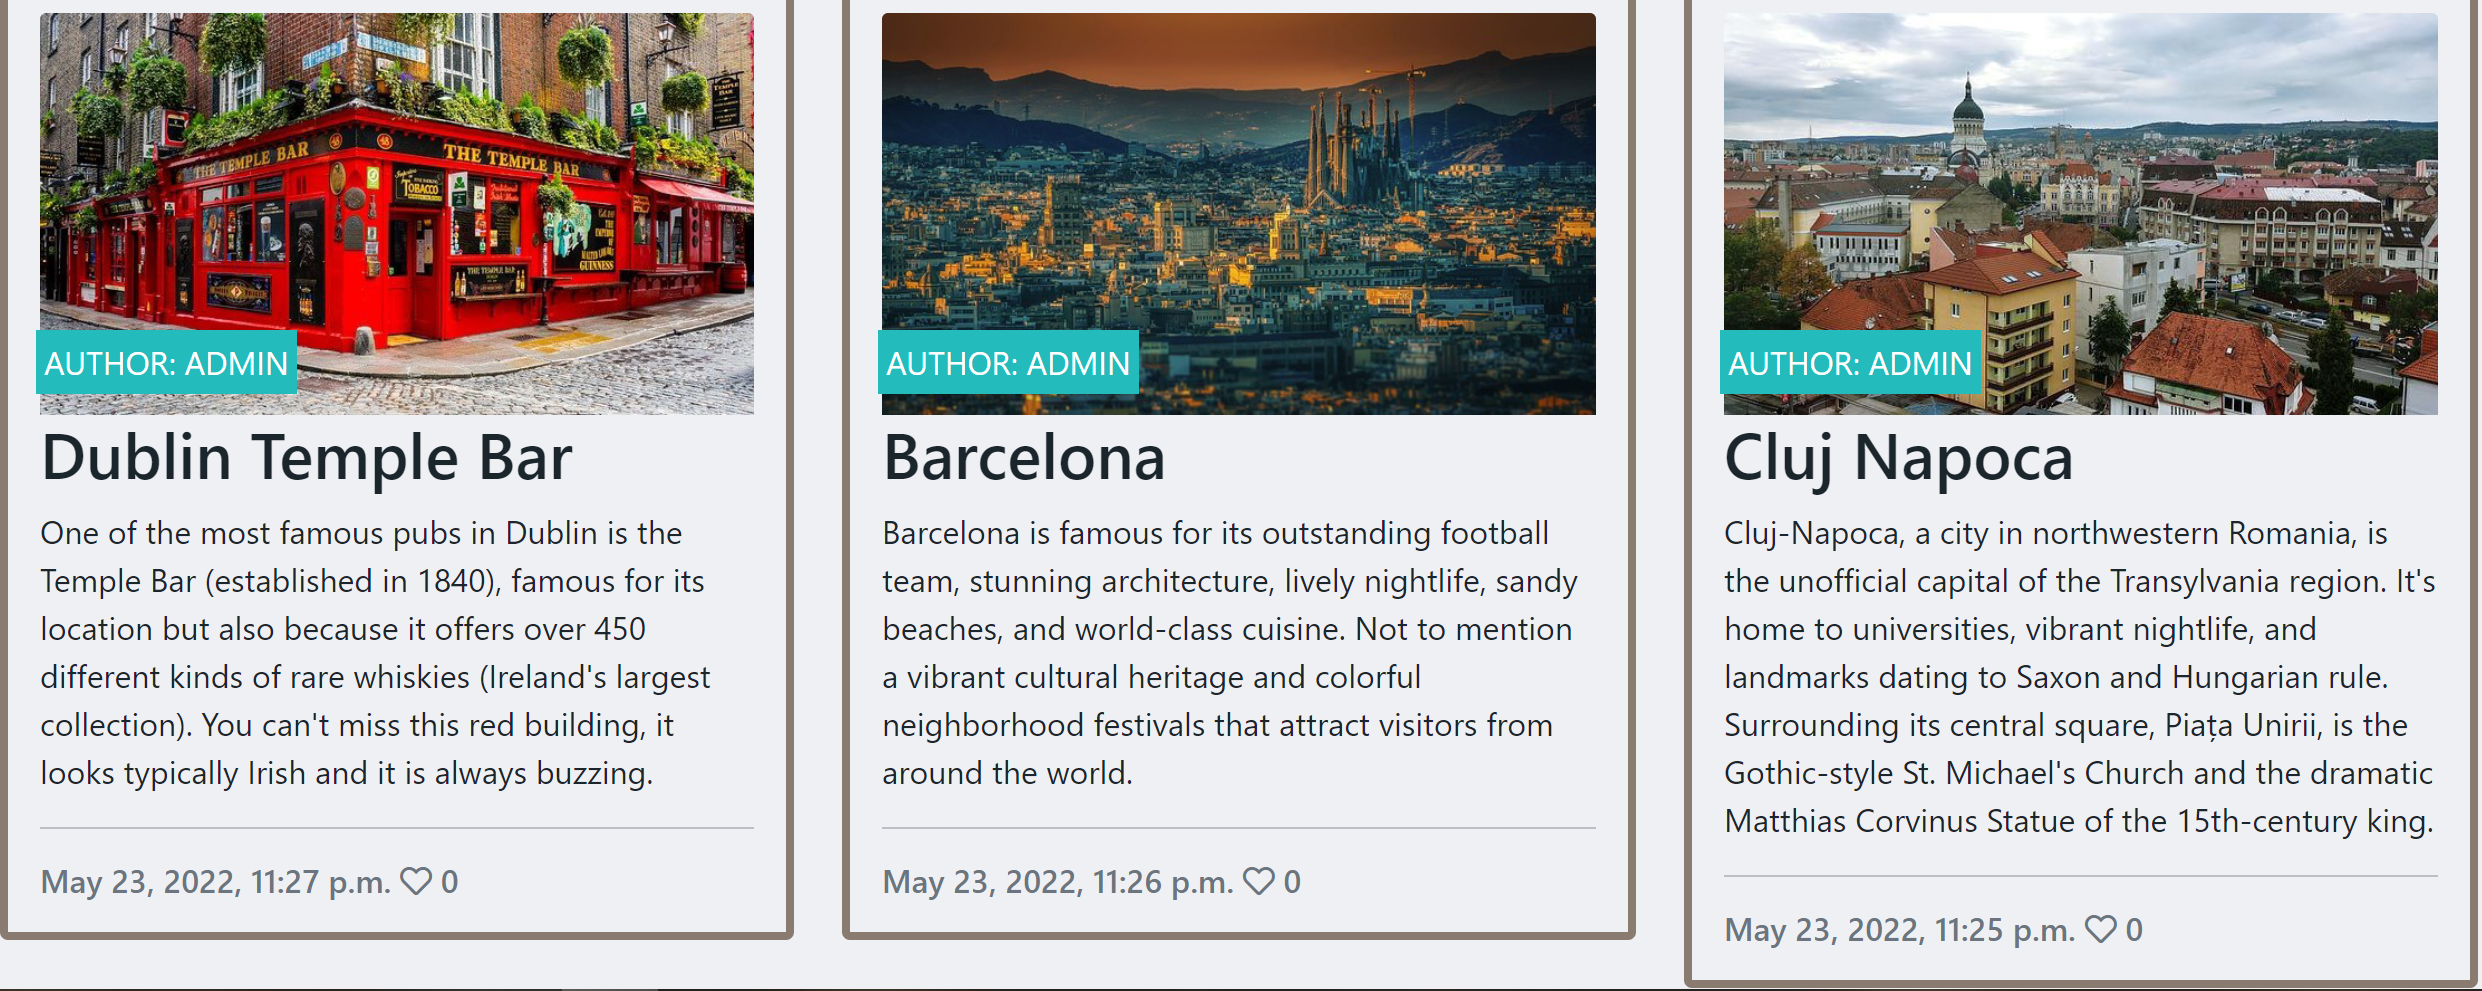 THE TEMPLE BAR
THE TEMPLE BAR
TOBACCO
GUINNESS
AUTHOR: ADMIN
Dublin Temple Bar
One of the most famous pubs in Dublin is the
Temple Bar (established in 1840), famous for its
location but also because it offers over 450
different kinds of rare whiskies (Ireland's largest
collection). You can't miss this red building, it
looks typically Irish and it is always buzzing.
May 23, 2022, 11:27 p.m. 0
AUTHOR: ADMIN
Barcelona
Barcelona is famous for its outstanding football
team, stunning architecture, lively nightlife, sandy
beaches, and world-class cuisine. Not to mention
a vibrant cultural heritage and colorful
neighborhood festivals that attract visitors from
around the world.
May 23, 2022, 11:26 p.m. 0
AUTHOR: ADMIN
Cluj Napoca
Cluj-Napoca, a city in northwestern Romania, is
the unofficial capital of the Transylvania region. It's
home to universities, vibrant nightlife, and
landmarks dating to Saxon and Hungarian rule.
Surrounding its central square, Piața Unirii, is the
Gothic-style St. Michael's Church and the dramatic
Matthias Corvinus Statue of the 15th-century king.
May 23, 2022, 11:25 p.m. 0